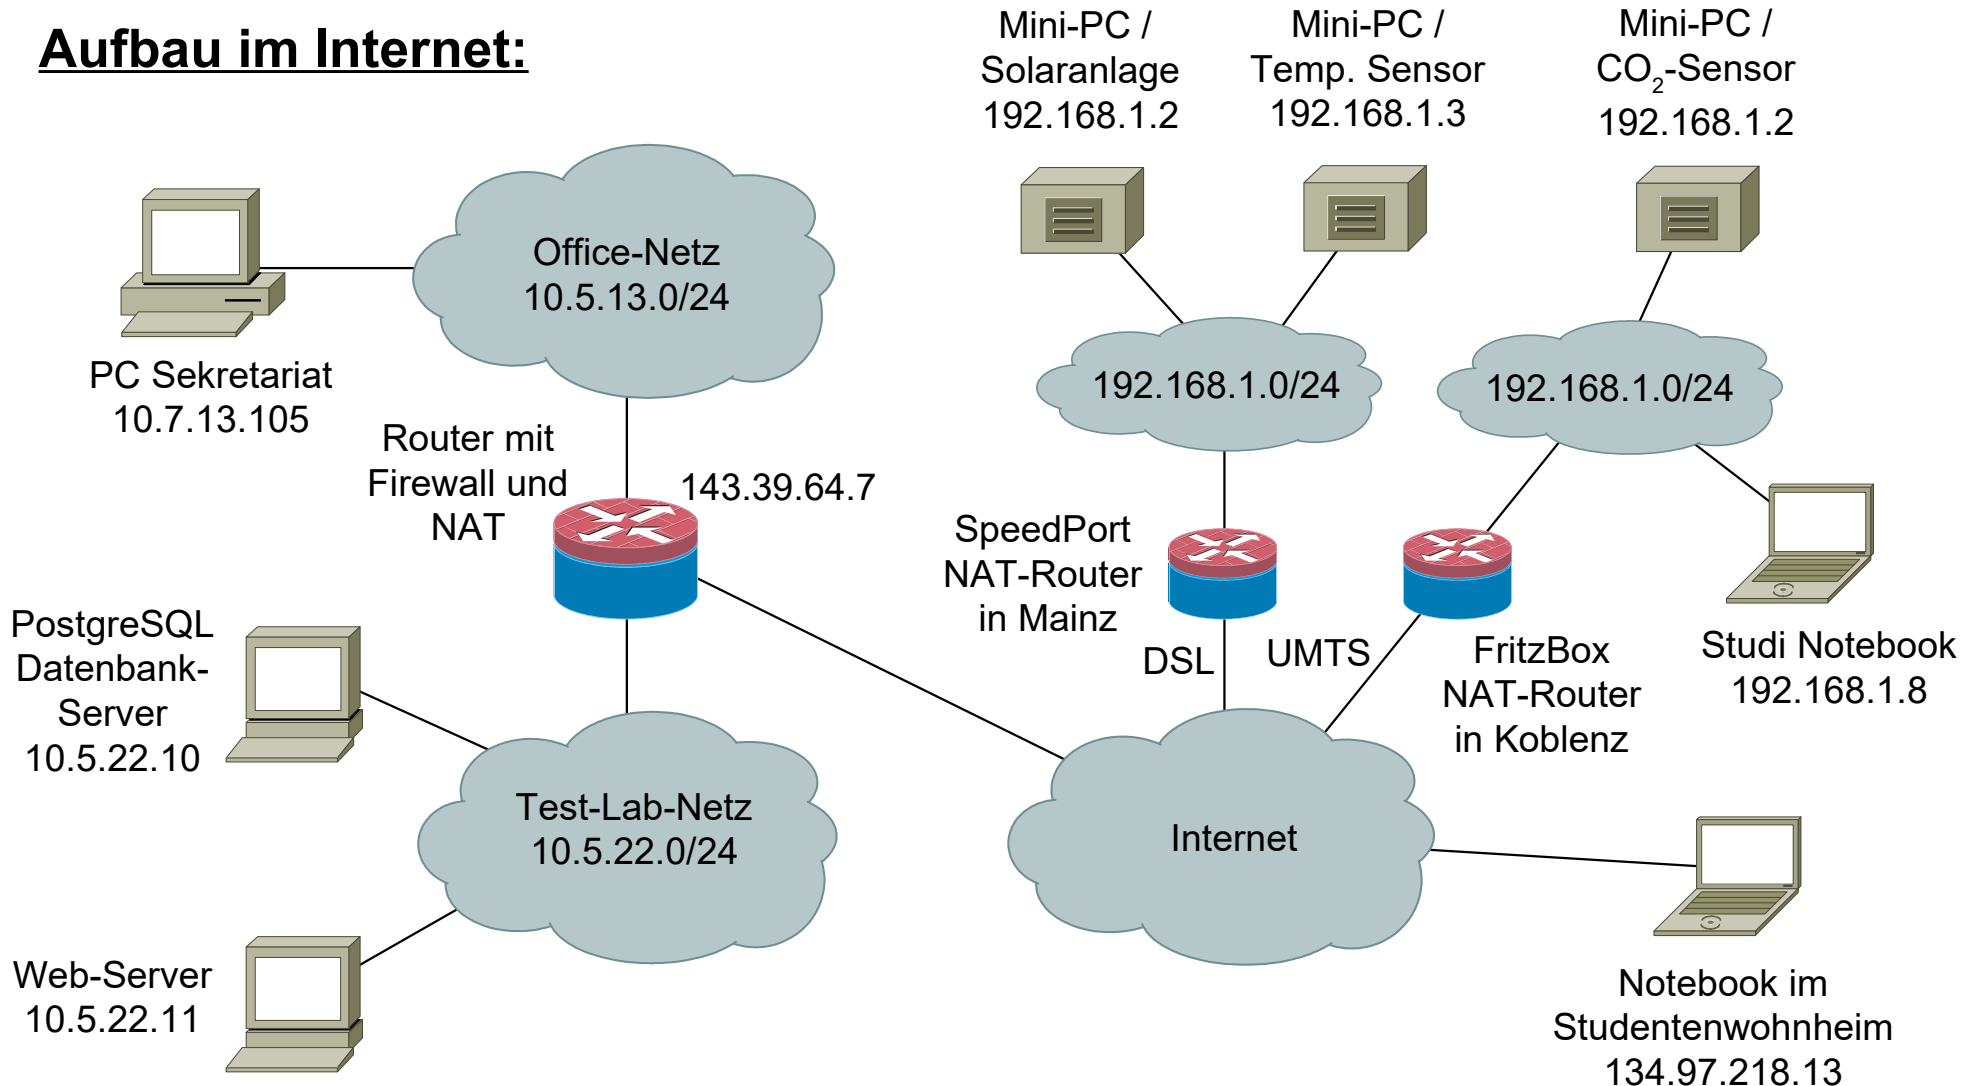 Aufbau im Internet:
Mini-PC /
Solaranlage
192.168.1.2
Mini-PC /
Temp. Sensor
192.168.1.3
Mini-PC /
CO₂-Sensor
192.168.1.2
Office-Netz
10.5.13.0/24
PC Sekretariat
10.7.13.105
192.168.1.0/24
192.168.1.0/24
Router mit
Firewall und
NAT
143.39.64.7
SpeedPort
NAT-Router
in Mainz
DSL
UMTS
FritzBox
NAT-Router
in Koblenz
Studi Notebook
192.168.1.8
PostgreSQL
Datenbank-
Server
10.5.22.10
Test-Lab-Netz
10.5.22.0/24
Internet
Web-Server
10.5.22.11
Notebook im
Studentenwohnheim
134.97.218.13